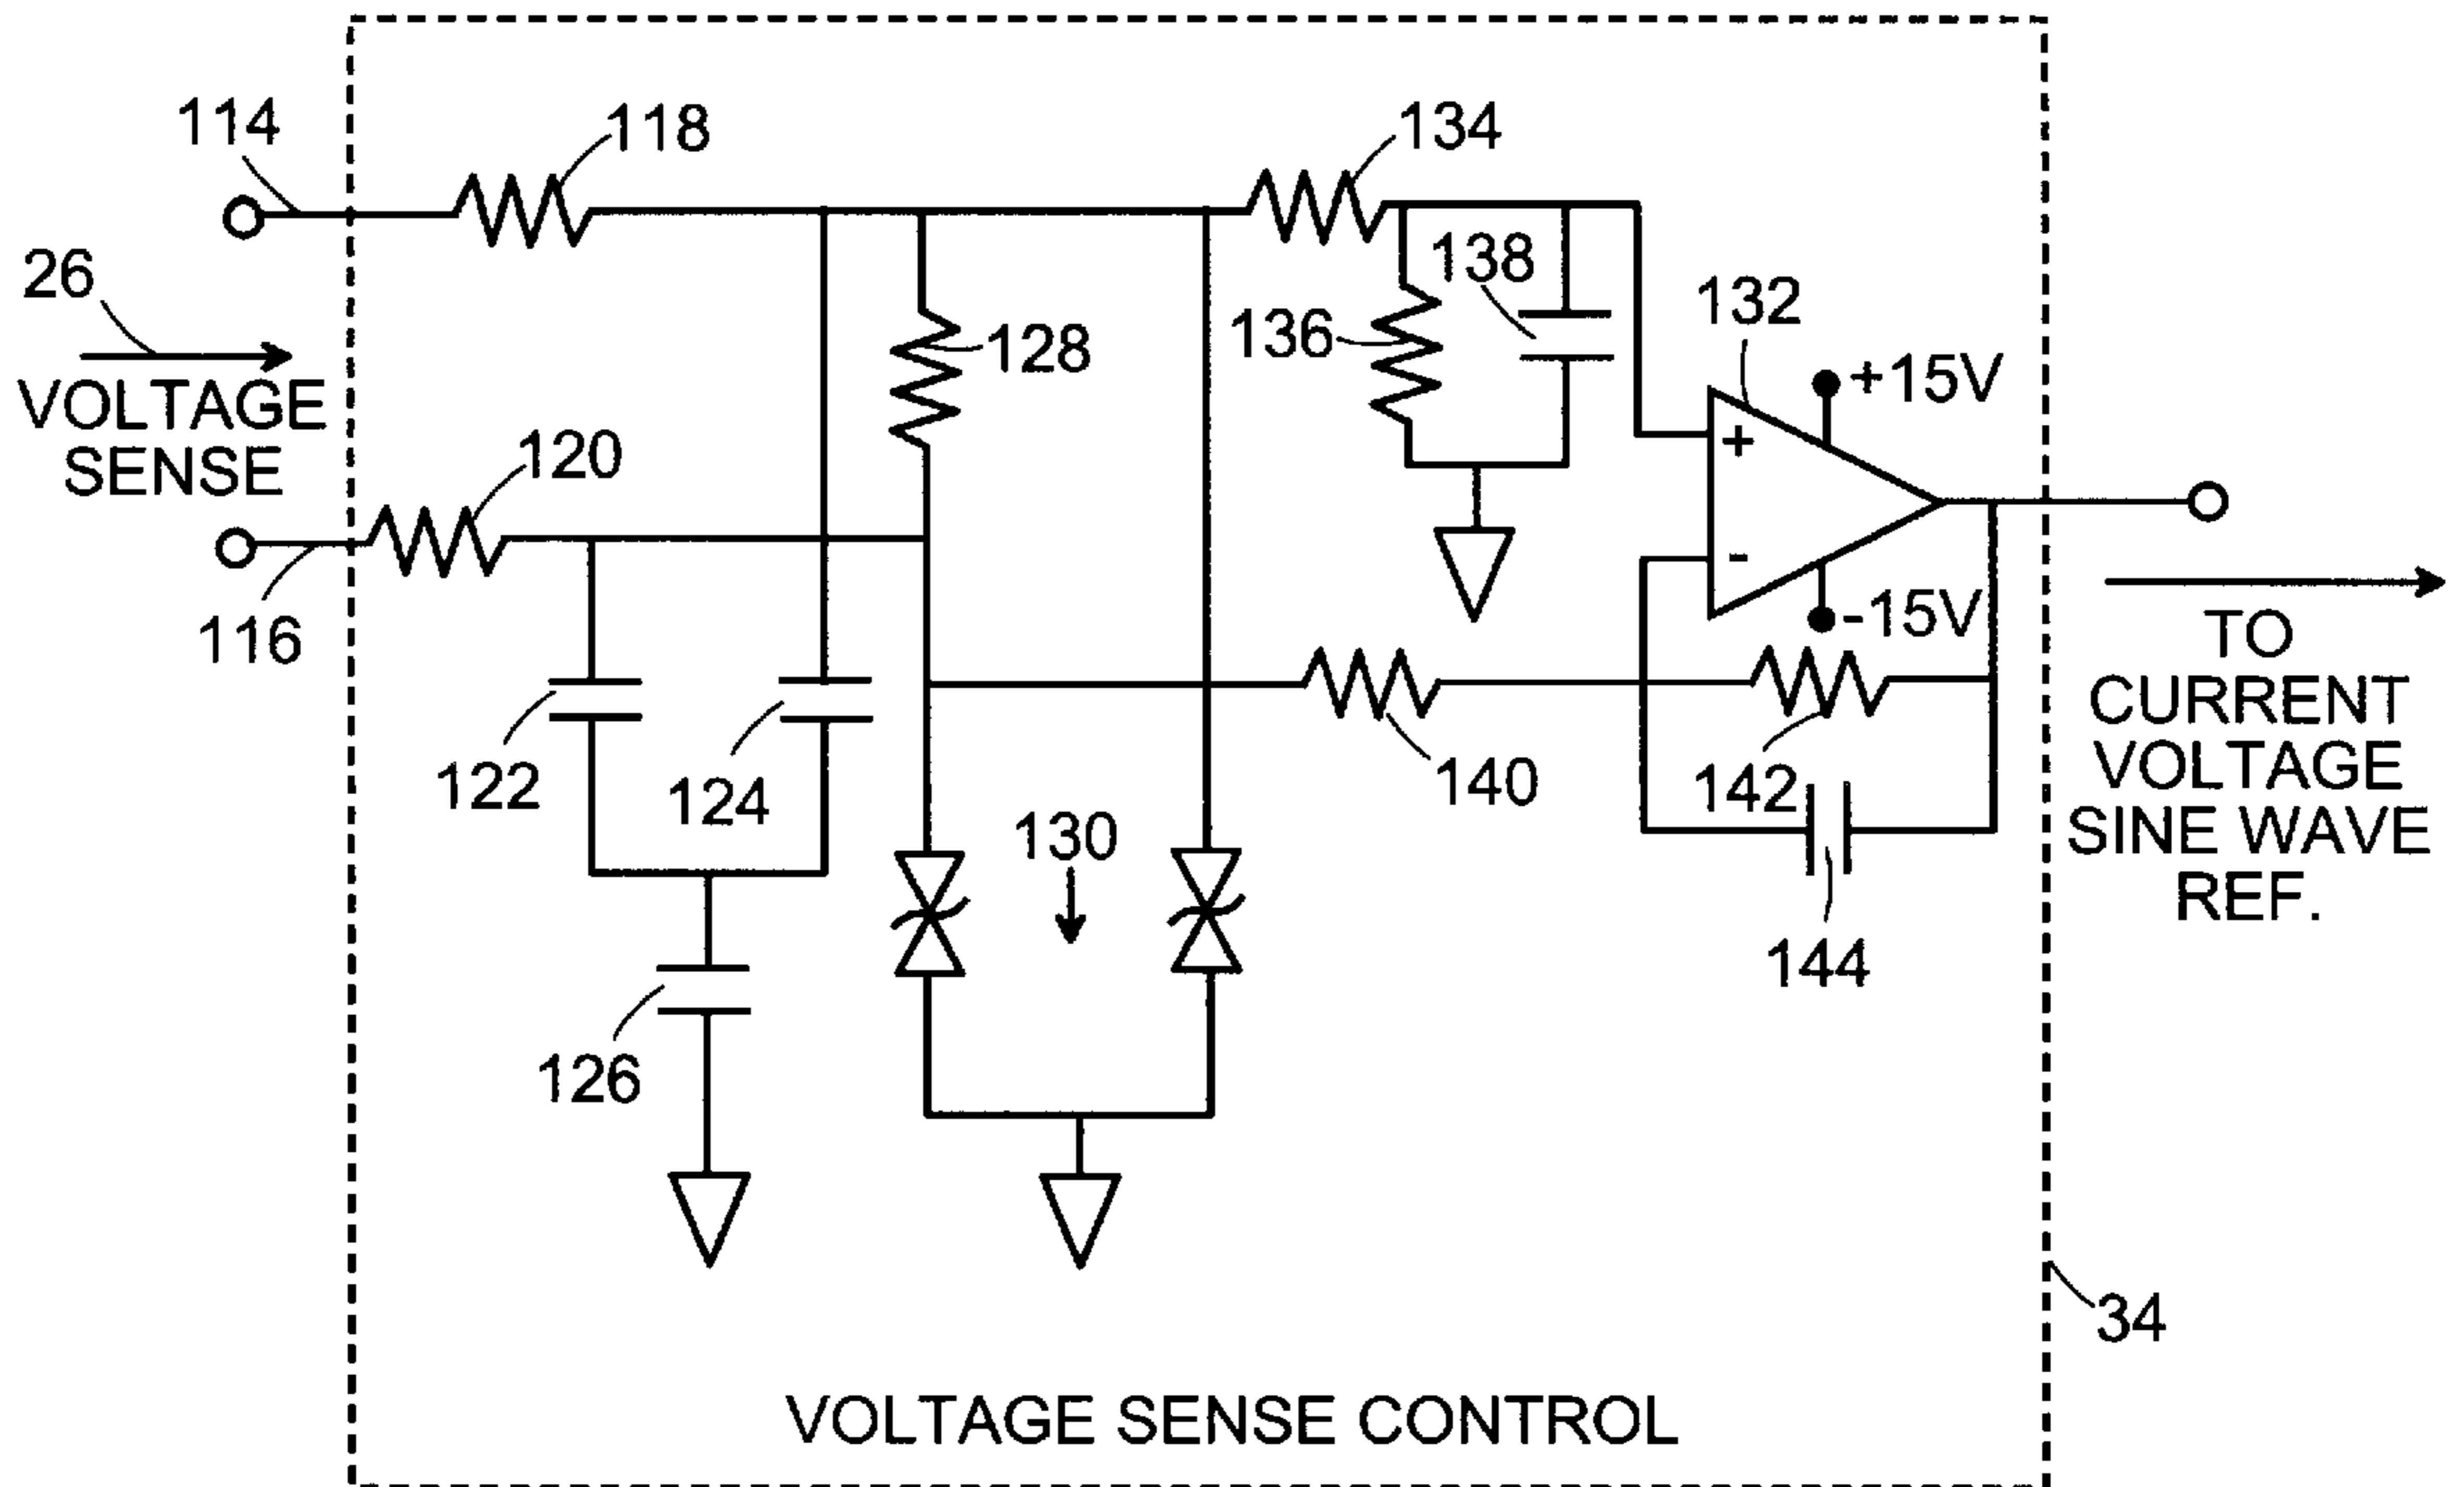 114
118
134
26
138
132
136
128
+15V
VOLTAGE
SENSE
120
+
-
116
-15V
TO
CURRENT
VOLTAGE
SINE WAVE
REF.
122
124
130
140
142
144
126
34
VOLTAGE SENSE CONTROL